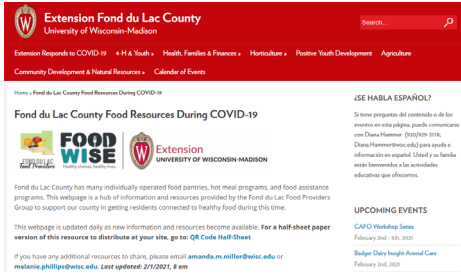 Extension Fond du Lac County
University of Wisconsin-Madison
Search...
Extension Responds to COVID-19 4-H & Youth » Health, Families & Finances » Horticulture » Positive Youth Development Agriculture
Community Development & Natural Resources » Calendar of Events
Home » Fond du Lac County Food Resources During COVID-19
Fond du Lac County Food Resources During COVID-19
FOND DU LAC
Food Providers
FOOD
WISE
Healthy choices, healthy lives.
Extension
UNIVERSITY OF WISCONSIN-MADISON
Fond du Lac County has many individually operated food pantries, hot meal programs, and food assistance
programs. This webpage is a hub of information and resources provided by the Fond du Lac Food Providers
Group to support our county in getting residents connected to healthy food during this time.
This webpage is updated daily as new information and resources become available. For a half-sheet paper
version of this resource to distribute at your site, go to: QR Code Half-Sheet
If you have any additional resources to share, please email amanda.m.miller@wisc.edu or
melanie.phillips@wisc.edu. Last updated: 2/1/2021, 8 am
¿SE HABLA ESPAÑOL?
Si tiene preguntas del contenido o de los
eventos en esta página, puede comunicarse
con Diana Hammer (920/929-3178;
Diana.Hammer@wisc.edu) para ayuda e
información en español. Usted y su familia
están bienvenidos a las actividades
educativas que ofrecemos.
UPCOMING EVENTS
CAFO Workshop Series
February 2nd - 5th, 2021
Badger Dairy Insight-Animal Care
February 2nd, 2021